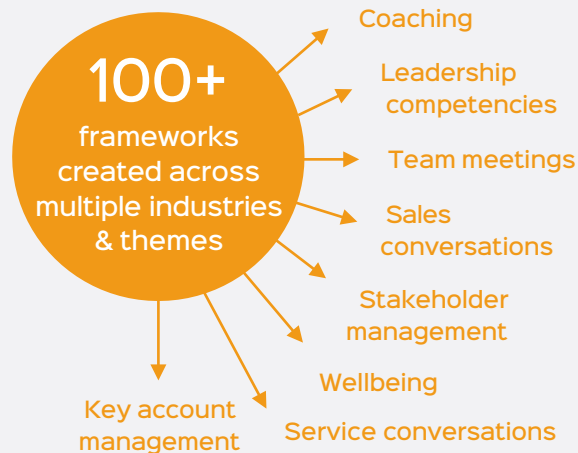 100+
frameworks
created across
multiple industries
& themes
Coaching
Leadership
competencies
Team meetings
Sales
conversations
Stakeholder
management
Wellbeing
Service conversations
Key account
management